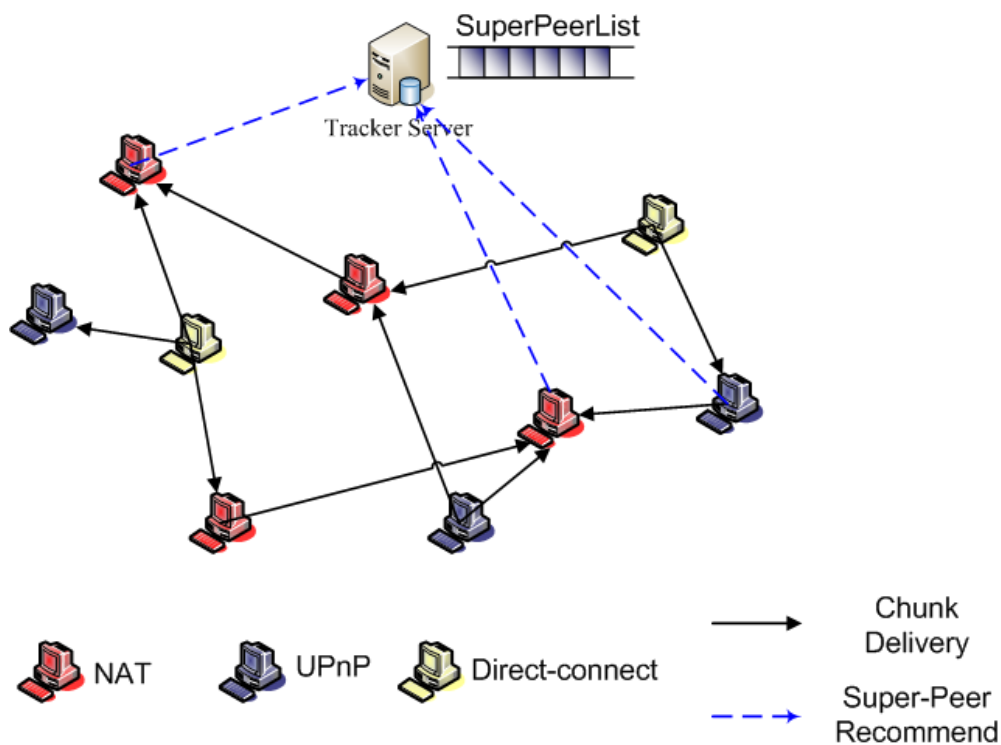 SuperPeerList
Tracker Server
NAT
UPnP
Direct-connect
Chunk
Delivery
Super-Peer
Recommend